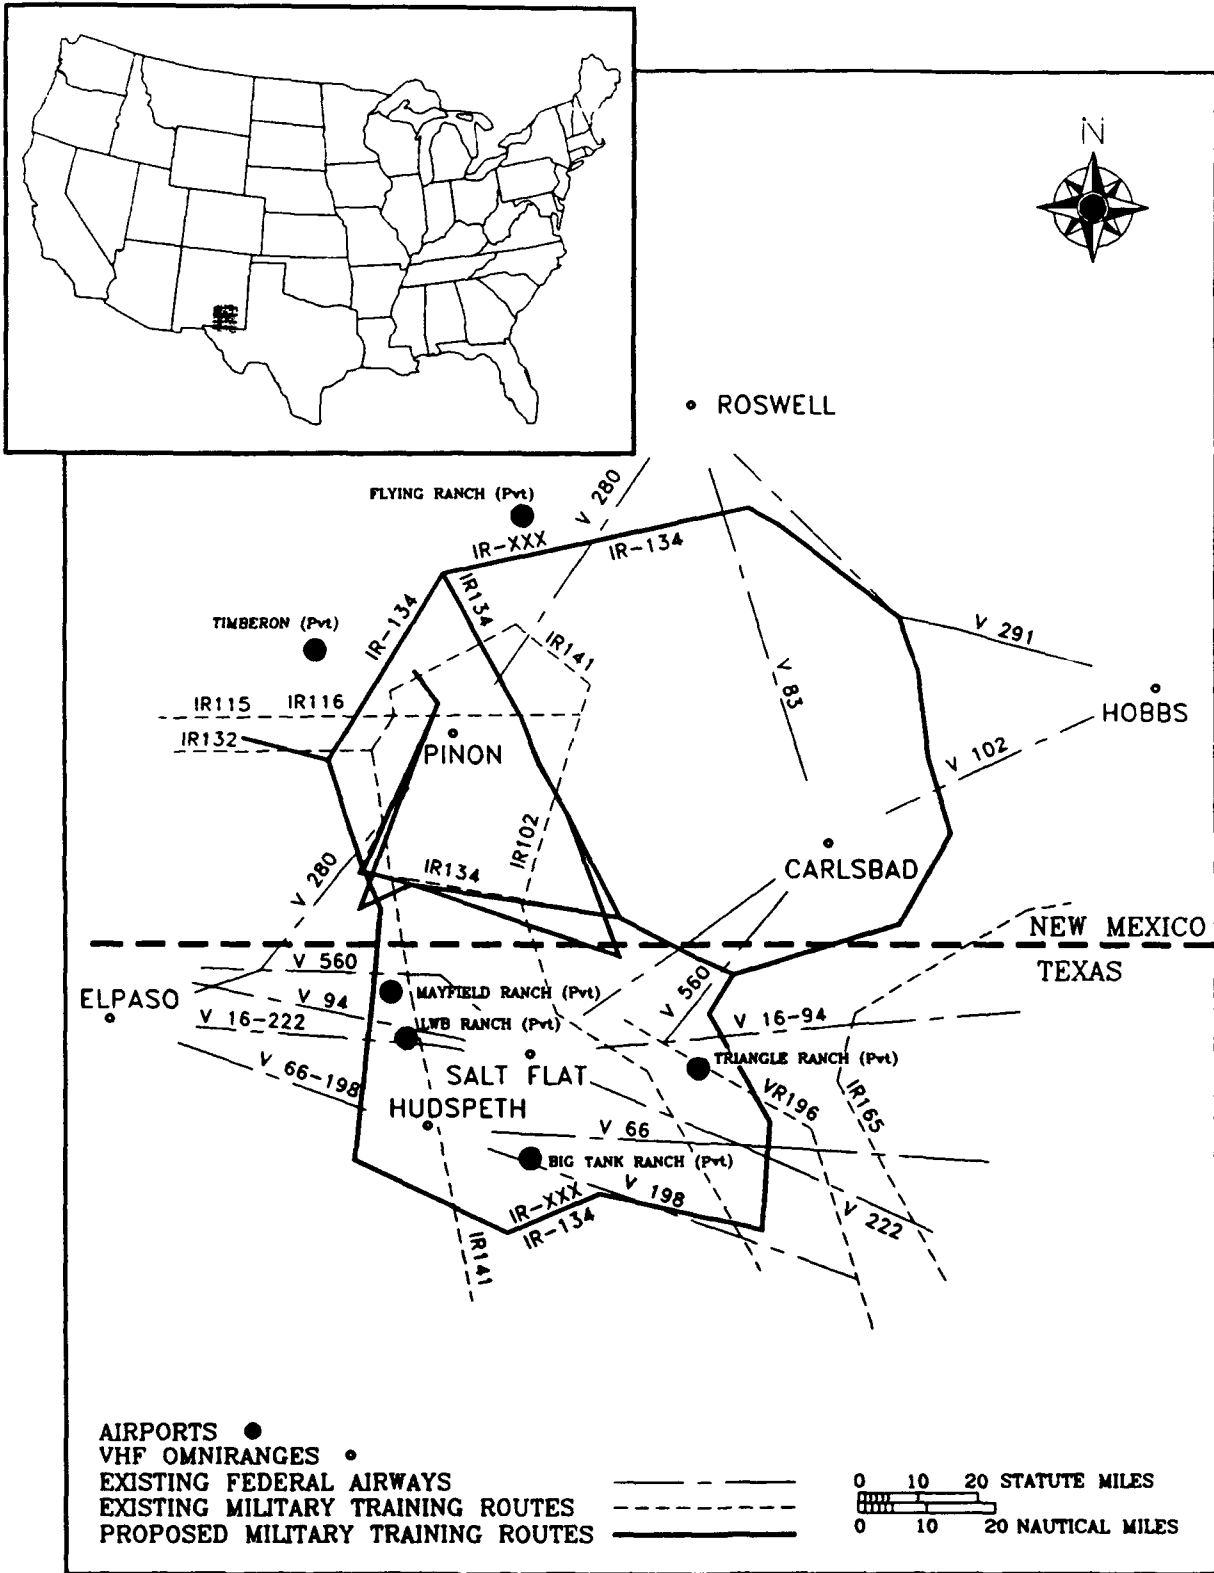 N
ROSWELL
FLYING RANCH (Pvt)
V 280
IR-XXX
IR-134
IR134
IR-134
TIMBERON (Pvt)
IR141
V 291
V 83
HOBBS
IR115
IR116
IR132
PINON
V 102
IR102
CARLSBAD
IR134
V 280
NEW MEXICO
TEXAS
V 560
V 560
ELPASO
MAYFIELD RANCH (Pvt)
V 94
LWB RANCH (Pvt)
V 16-222
V 16-94
V 66-198
SALT FLAT
TRIANGLE RANCH (Pvt)
VR196
IR165
HUDSPETH
V 66
BIG TANK RANCH (Pvt)
V 198
IR-XXX
IR-134
V 222
IR141
AIRPORTS
VHF OMNIRANGES
EXISTING FEDERAL AIRWAYS
EXISTING MILITARY TRAINING ROUTES
PROPOSED MILITARY TRAINING ROUTES
0 10 20 STATUTE MILES
0 10 20 NAUTICAL MILES